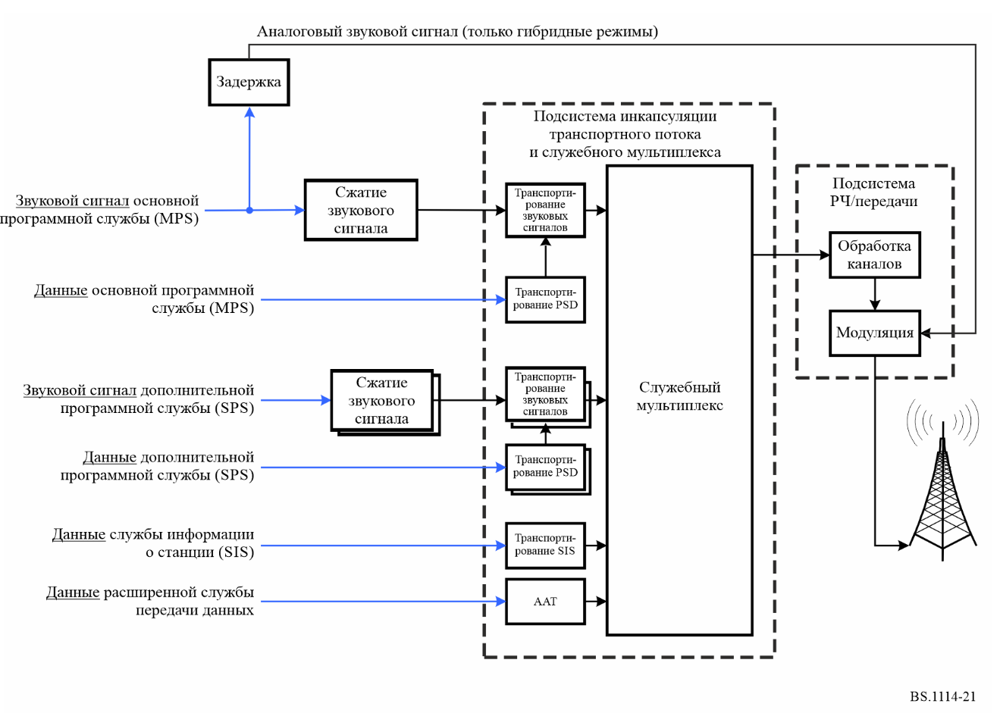 Аналоговый звуковой сигнал (только гибридные режимы)
Задержка
Подсистема инкапсуляции
транспортного потока
и служебного мультиплекса
Подсистема
РЧ/передачи
Звуковой сигнал основной
программной службы (MPS)
Сжатие
звукового
сигнала
Транспорти-
рование
звуковых
сигналов
Обработка
каналов
Данные основной программной
службы (MPS)
Транспорти-
рование PSD
Модуляция
Звуковой сигнал дополнительной
программной службы (SPS)
Сжатие
звукового
сигнала
Транспорти-
рование
звуковых
сигналов
Служебный
мультиплекс
Данные дополнительной
программной службы (SPS)
Транспорти-
рование PSD
Данные службы информации
о станции (SIS)
Транспорти-
рование SIS
Данные расширенной службы
передачи данных
ААТ
BS.1114-21